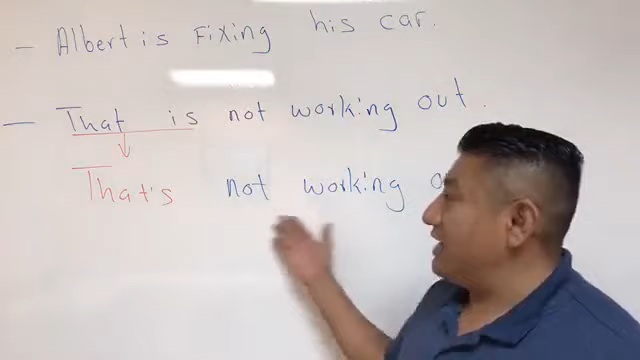 - Albert is Fixing his car.
- That is not working out.
That's not working